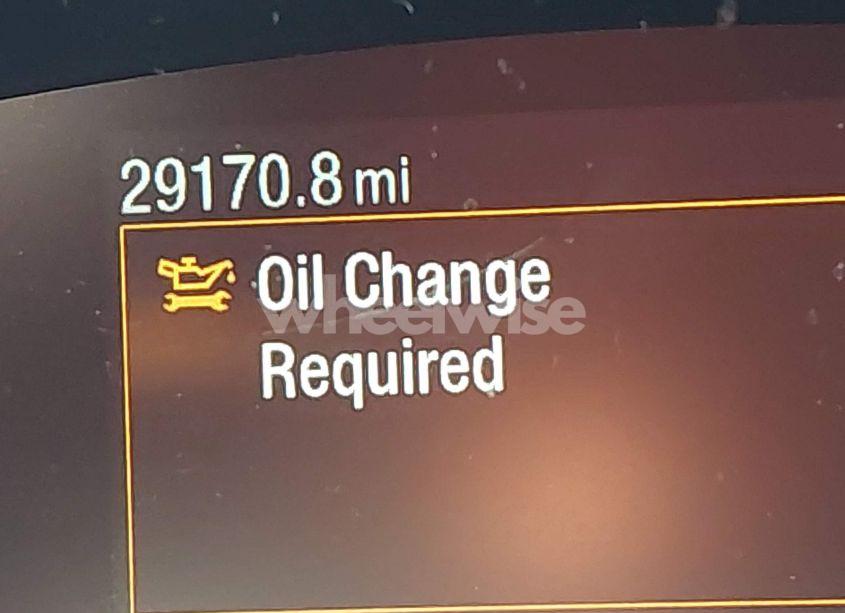 29170.8 mi
Oil Change
wheelwise
Required